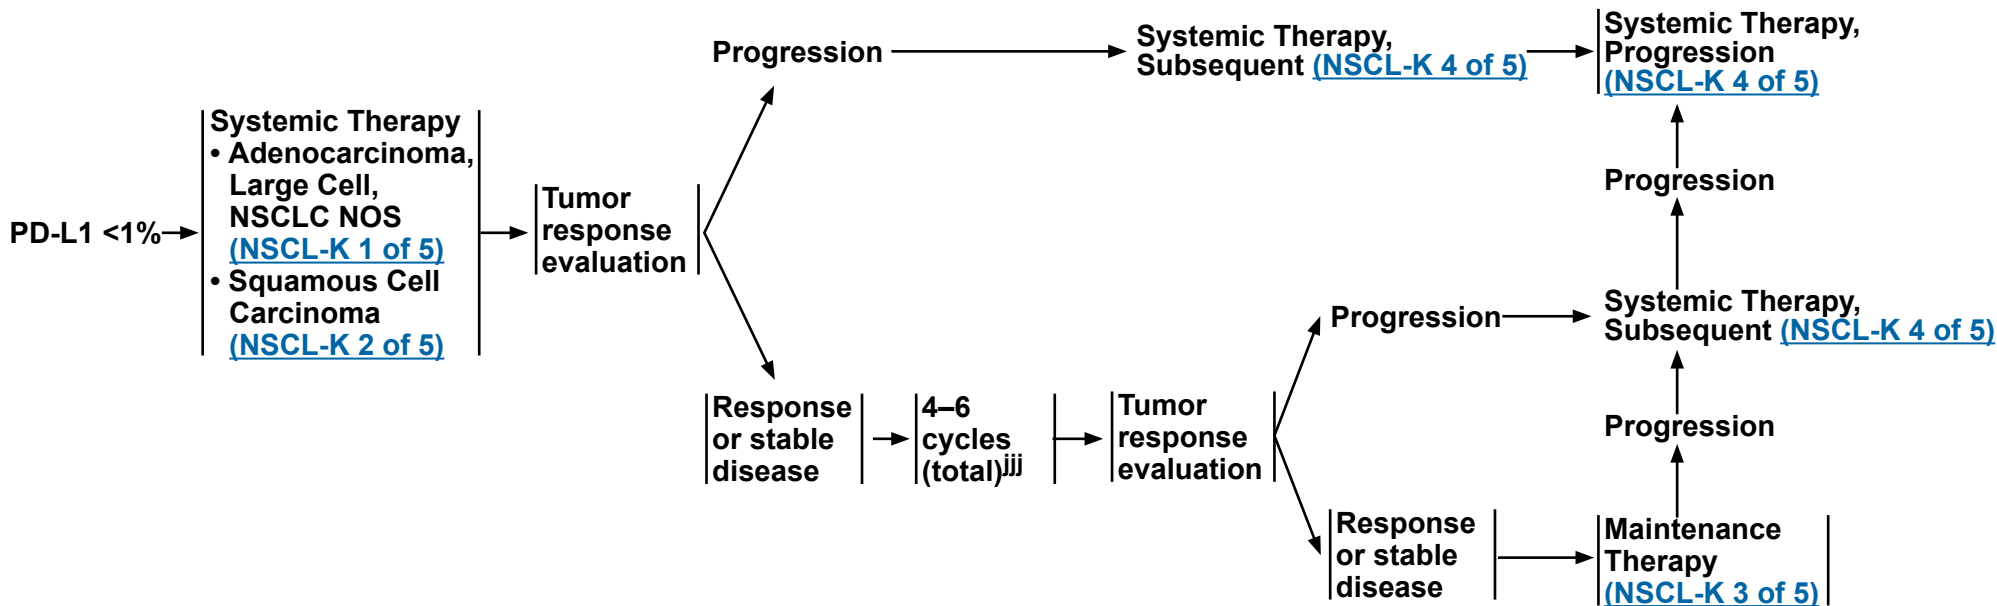 PD-L1 <1%
Systemic Therapy
• Adenocarcinoma,
Large Cell,
NSCLC NOS
(NSCL-K 1 of 5)
• Squamous Cell
Carcinoma
(NSCL-K 2 of 5)
Tumor
response
evaluation
Progression
Systemic Therapy,
Subsequent (NSCL-K 4 of 5)
Systemic Therapy,
Progression
(NSCL-K 4 of 5)
Response
or stable
disease
4–6
cycles
(total)jjj
Tumor
response
evaluation
Progression
Systemic Therapy,
Subsequent (NSCL-K 4 of 5)
Progression
Response
or stable
disease
Maintenance
Therapy
(NSCL-K 3 of 5)
Progression